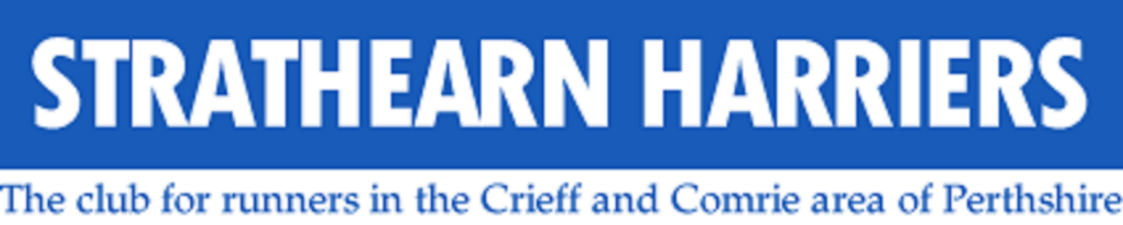 STRATHEARN HARRIERS
The club for runners in the Crieff and Comrie area of Perthshire